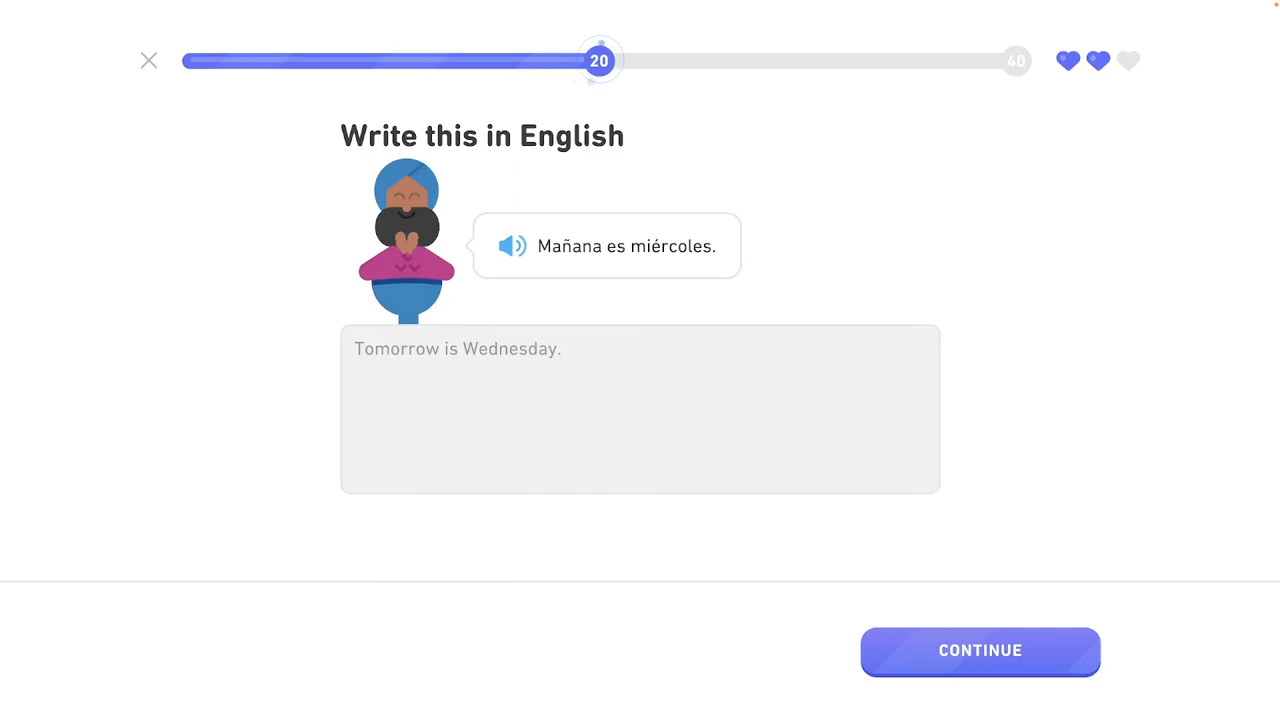 20
40
Write this in English
Mañana es miércoles.
Tomorrow is Wednesday.
CONTINUE